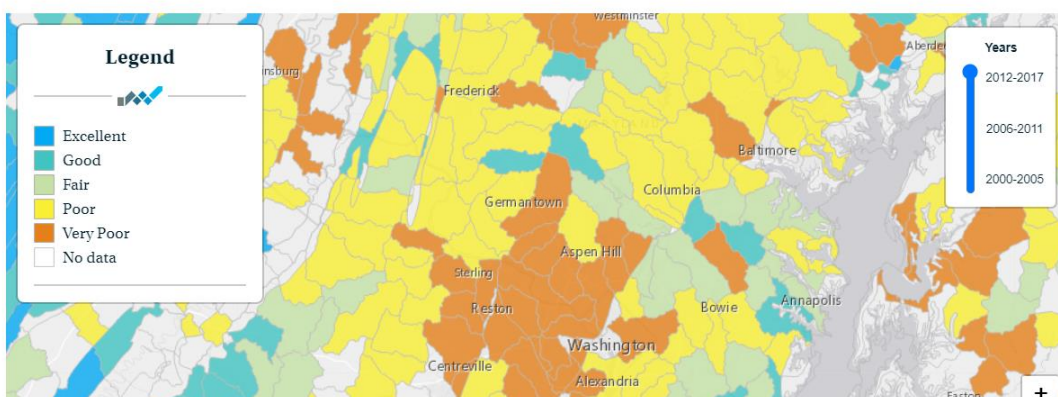 Legend
Excellent
Good
Fair
Poor
Very Poor
No data
Westminster
Frederick
Baltimore
Germantown
Columbia
Aspen Hill
Sterling
Reston
Bowie
Annapolis
Washington
Centreville
Alexandria
Years
2012-2017
2006-2011
2000-2005
+